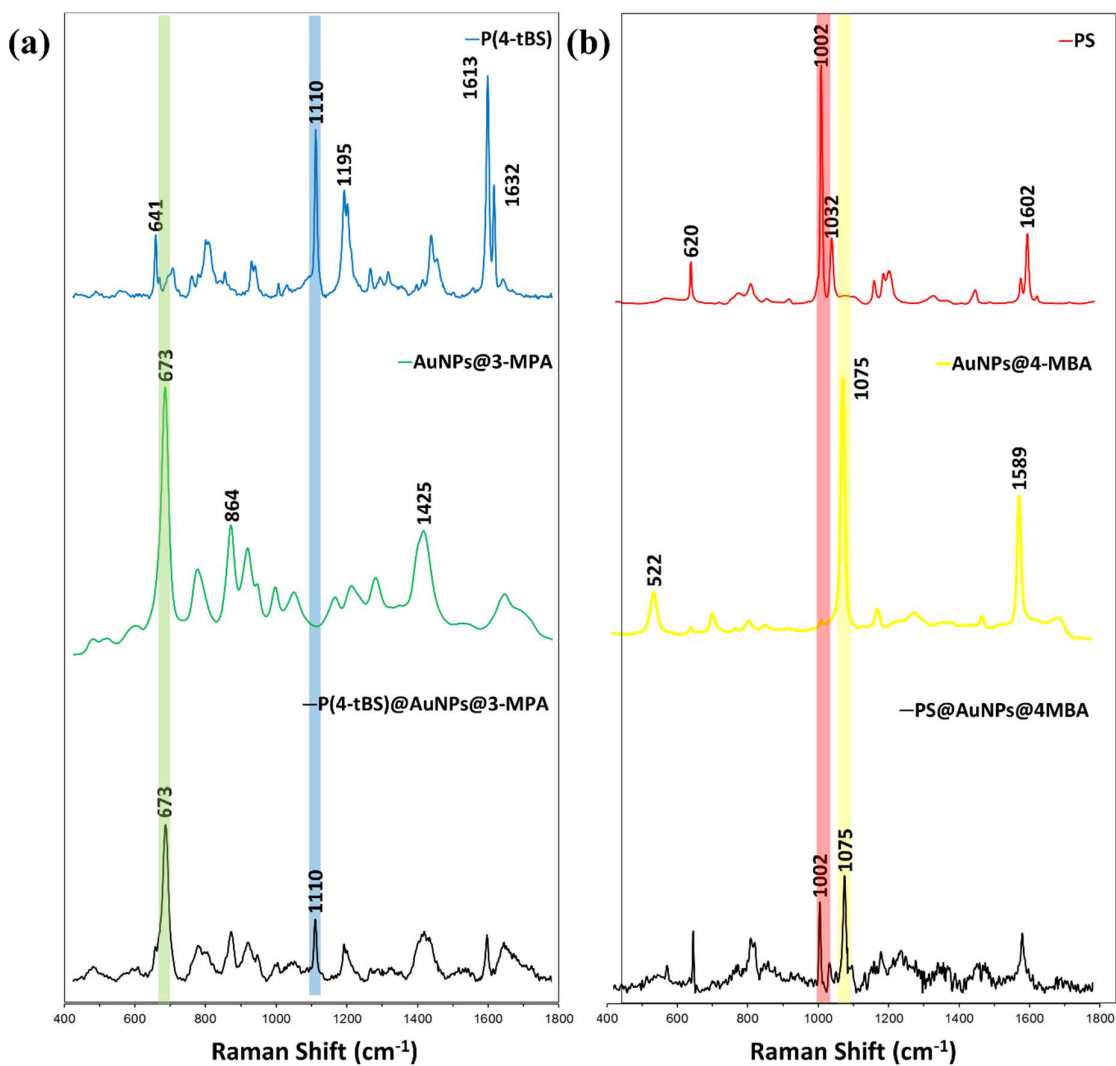 (a)
P(4-tBS)
641
1110
1195
1613
1632
AuNPs@3-MPA
673
864
1425
P(4-tBS)@AuNPs@3-MPA
673
1110
400 600 800 1000 1200 1400 1600 1800
Raman Shift (cm⁻¹)
(b)
PS
620
1002
1032
1602
AuNPs@4-MBA
522
1075
1589
PS@AuNPs@4MBA
1002
1075
400 600 800 1000 1200 1400 1600 1800
Raman Shift (cm⁻¹)